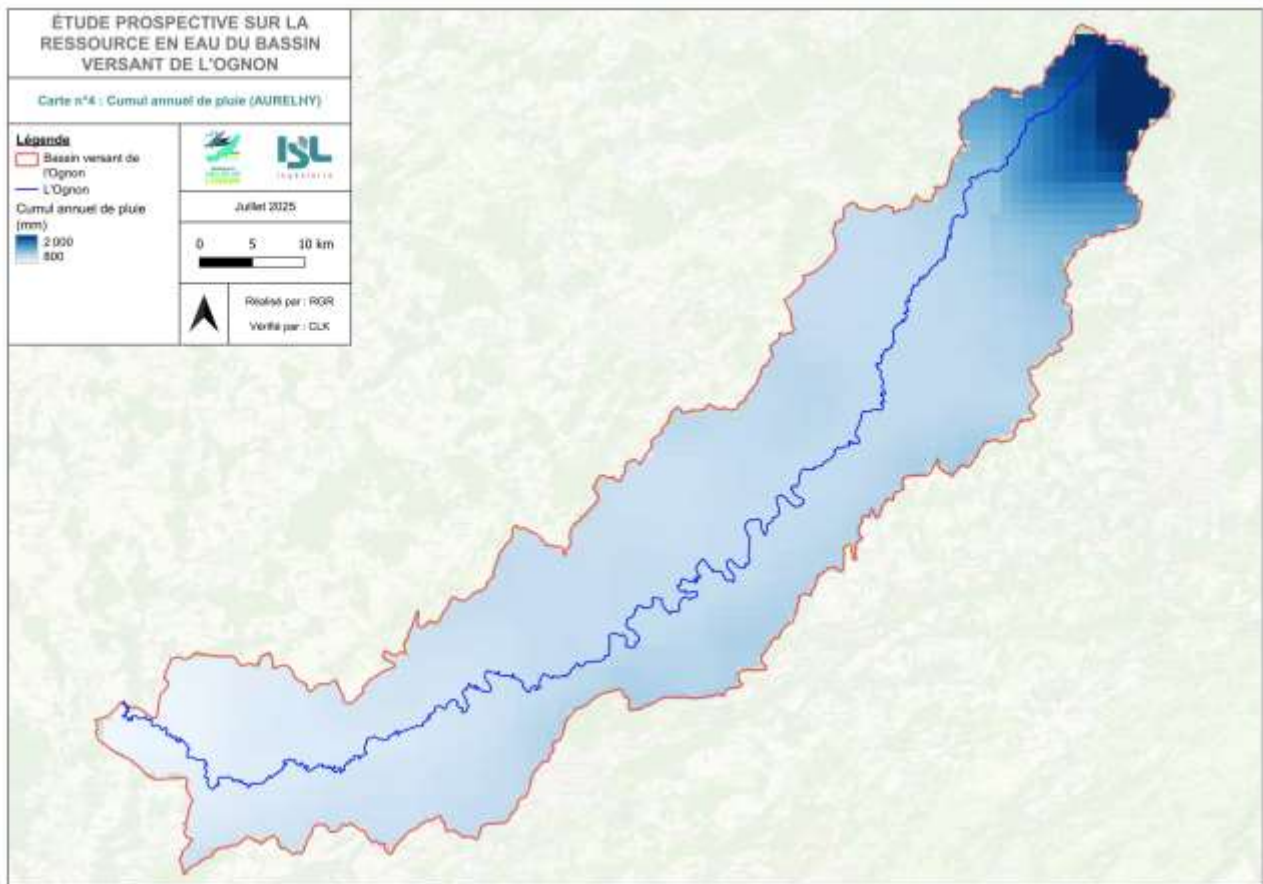 ÉTUDE PROSPECTIVE SUR LA
RESSOURCE EN EAU DU BASSIN
VERSANT DE L'OGNON
Carte n°4 : Cumul annuel de pluie (AURELHY)
Légende
Bassin versant de
l'Ognon
L'Ognon
Cumul annuel de pluie
(mm)
2 000
800
ISL
Ingénierie
Juillet 2025
0 5 10 km
Réalisé par : RGR
Vérifié par : CLK